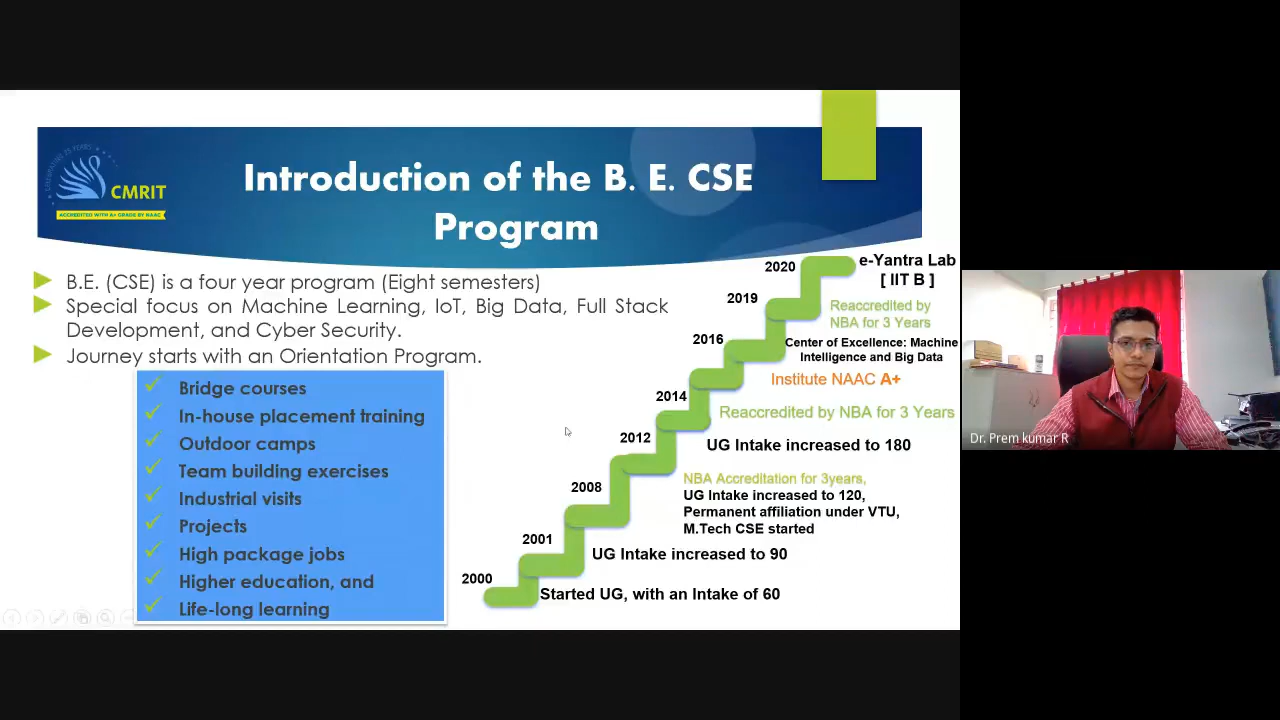 Introduction of the B. E. CSE
Program
CELEBRATING 25 YEARS
CMRIT
ACCREDITED WITH A+ GRADE BY NAAC
B.E. (CSE) is a four year program (Eight semesters)
Special focus on Machine Learning, IoT, Big Data, Full Stack
Development, and Cyber Security.
Journey starts with an Orientation Program.
Bridge courses
In-house placement training
Outdoor camps
Team building exercises
Industrial visits
Projects
High package jobs
Higher education, and
Life-long learning
2020
e-Yantra Lab
[ IIT B ]
2019
Reaccredited by
NBA for 3 Years
2016
Center of Excellence: Machine
Intelligence and Big Data
Institute NAAC A+
2014
Reaccredited by NBA for 3 Years
2012
UG Intake increased to 180
2008
NBA Accreditation for 3years,
UG Intake increased to 120,
Permanent affiliation under VTU,
M.Tech CSE started
2001
UG Intake increased to 90
2000
Started UG, with an Intake of 60
Dr. Prem kumar R